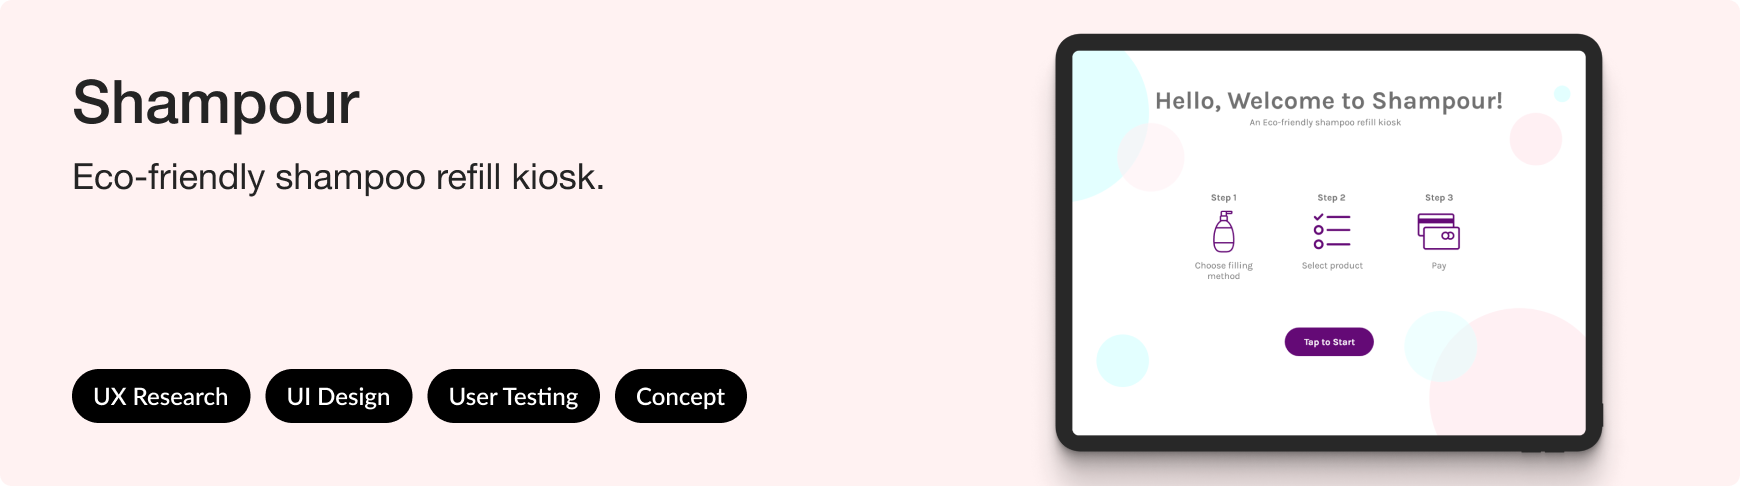 Shampour
Eco-friendly shampoo refill kiosk.
UX Research
UI Design
User Testing
Concept
Hello, Welcome to Shampour!
An Eco-friendly shampoo refill kiosk
Step 1
Choose filling
method
Step 2
Select product
Step 3
Pay
Tap to Start